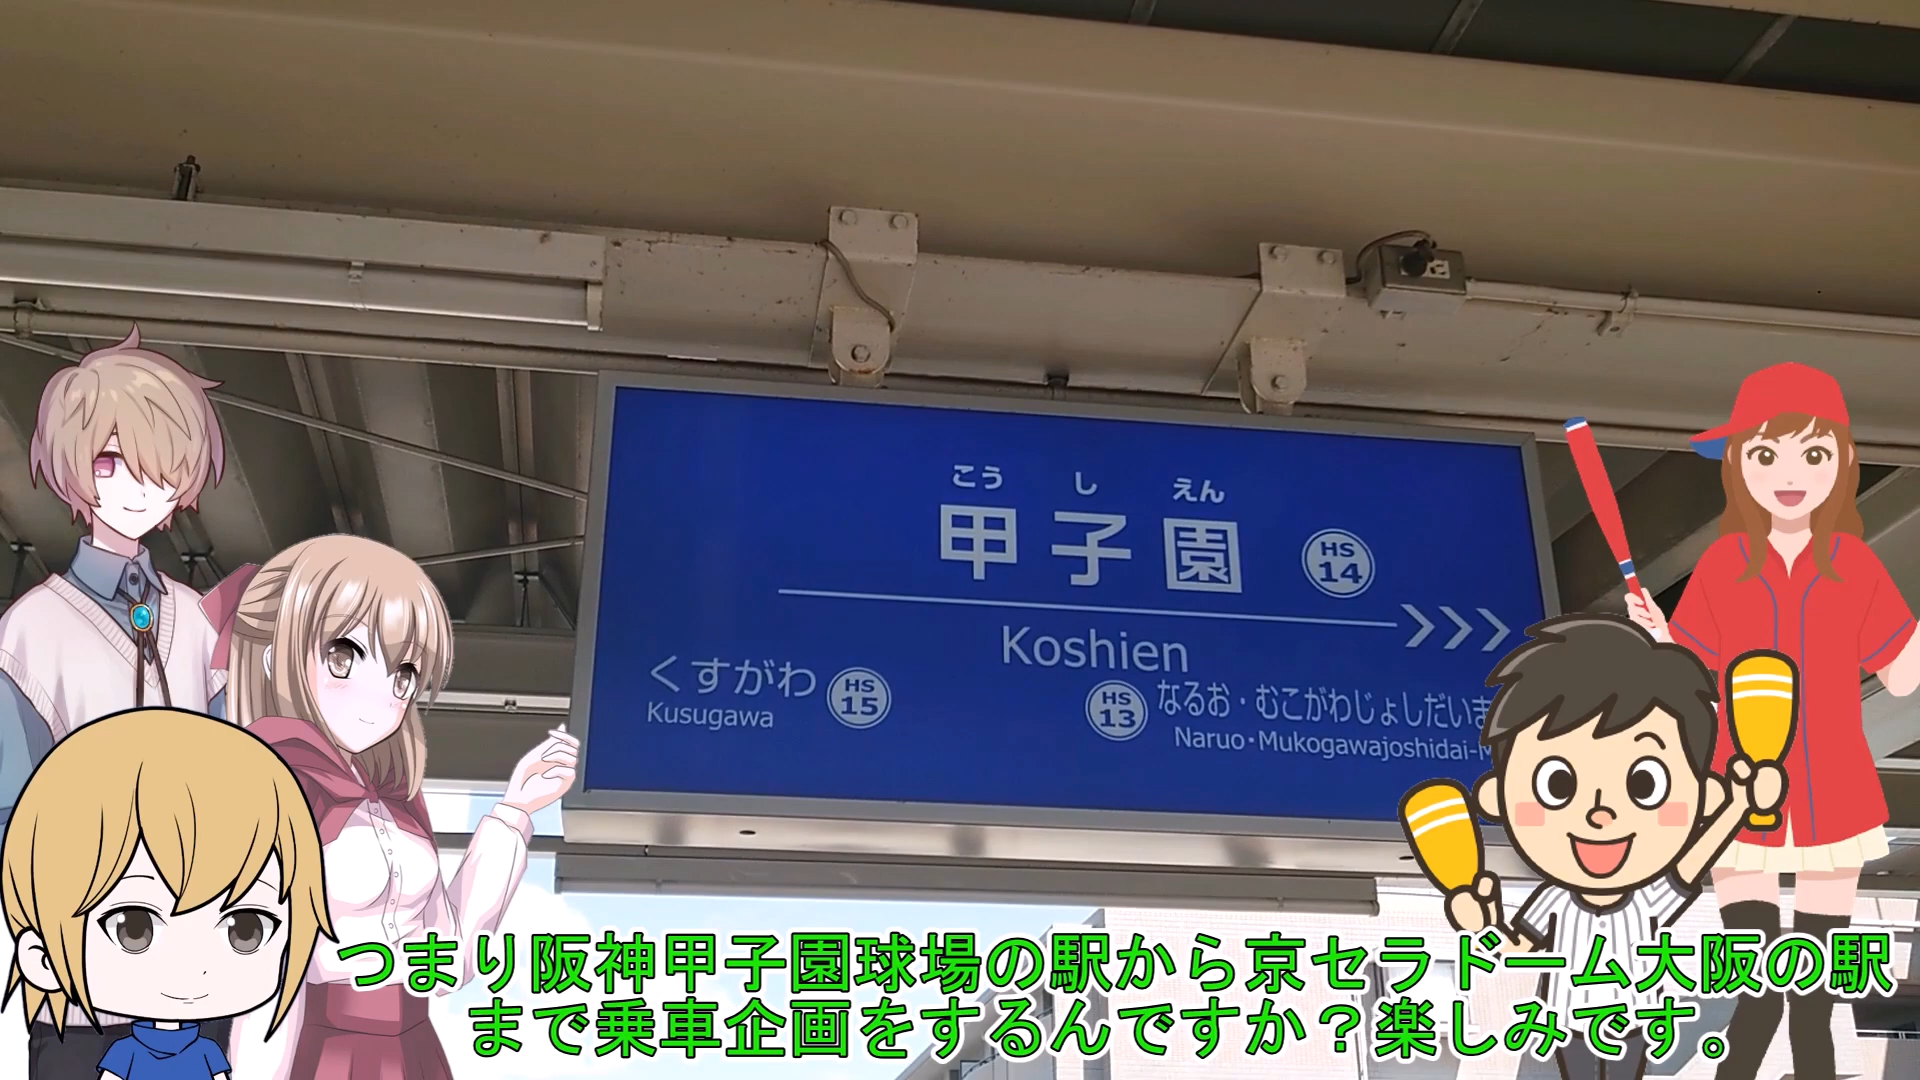 こうしえん
甲子園
HS
14
Koshien
くすがわ
HS
15
Kusugawa
HS
13
なるお・むこがわじょしだいま
Naruo・Mukogawajoshidai-
つまり阪神甲子園球場の駅から京セラドーム大阪の駅
まで乗車企画をするんですか？楽しみです。